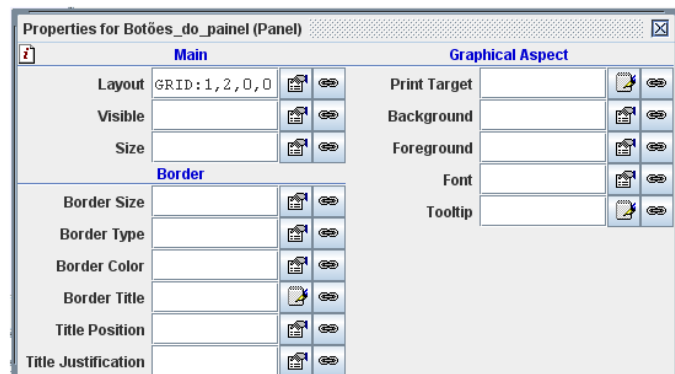 Properties for Botões_do_painel (Panel)
Main
Layout GRID:1,2,0,0
Visible
Size
Border
Border Size
Border Type
Border Color
Border Title
Title Position
Title Justification
Graphical Aspect
Print Target
Background
Foreground
Font
Tooltip